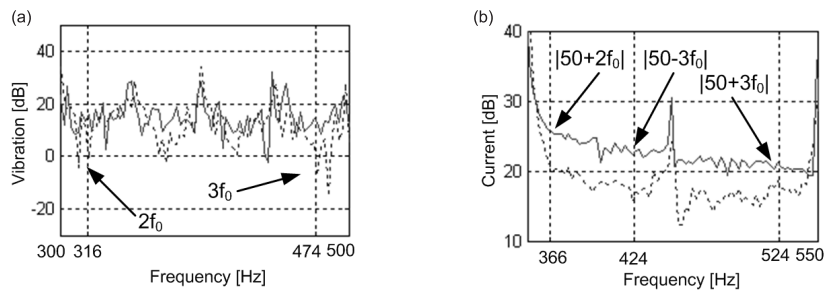 (a)
40
20
0
-20
Vibration [dB]
2f₀
3f₀
300 316 474 500
Frequency [Hz]
(b)
40
30
20
10
Current [dB]
|50+2f₀|
|50-3f₀|
|50+3f₀|
366 424 524 550
Frequency [Hz]